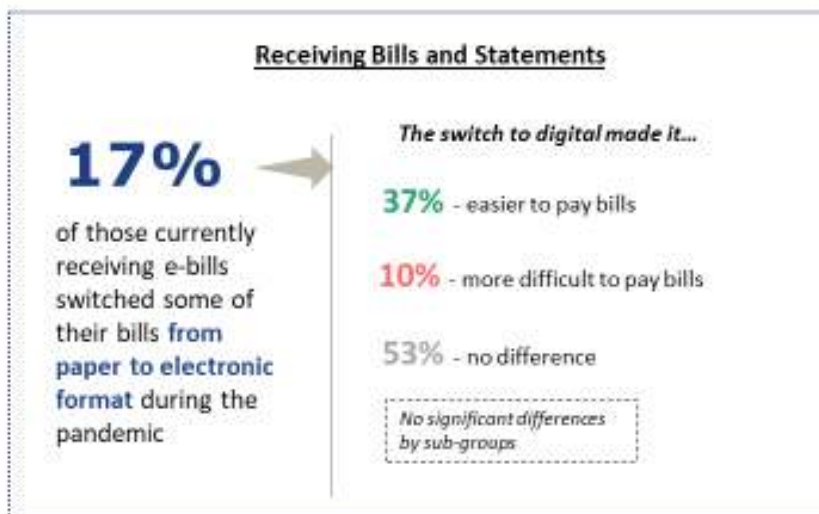 Receiving Bills and Statements
17%
of those currently
receiving e-bills
switched some of
their bills from
paper to electronic
format during the
pandemic
The switch to digital made it...
37% - easier to pay bills
10% - more difficult to pay bills
53% - no difference
No significant differences
by sub-groups